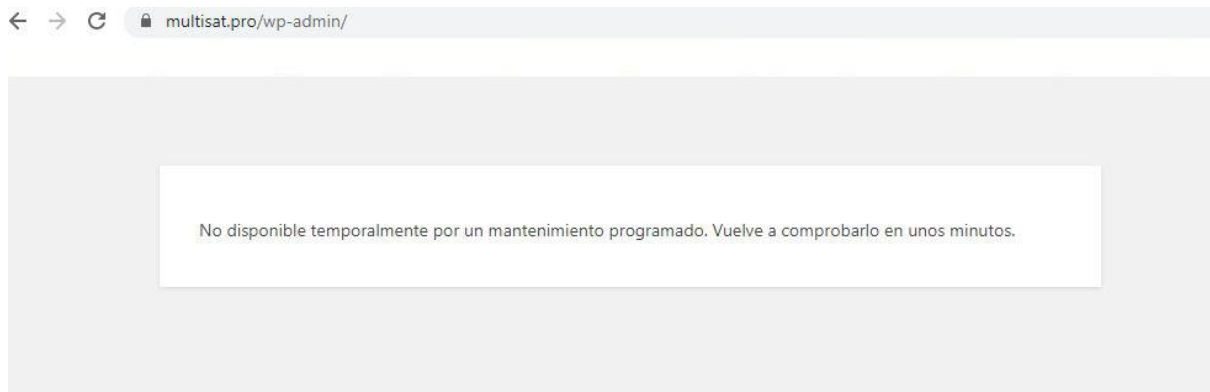 multisat.pro/wp-admin/
No disponible temporalmente por un mantenimiento programado. Vuelve a comprobarlo en unos minutos.